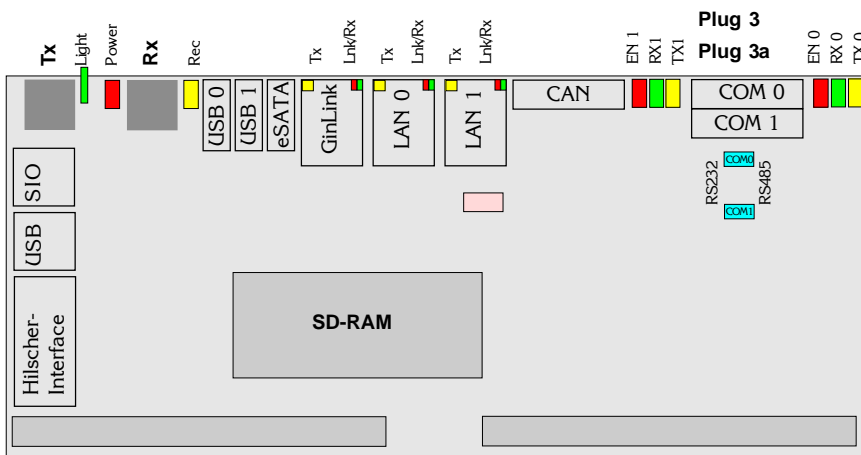 Plug 3
Plug 3a
Tx
Light
Power
Rx
Rec
Tx
Lnk/Rx
Tx
Lnk/Rx
Tx
Lnk/Rx
EN 1
RX1
TX1
EN 0
RX 0
TX 0
USB 0
USB 1
eSATA
GinLink
LAN 0
LAN 1
CAN
COM 0
COM 1
SIO
RS232
COM0
COM1
RS485
USB
Hilscher-
Interface
SD-RAM